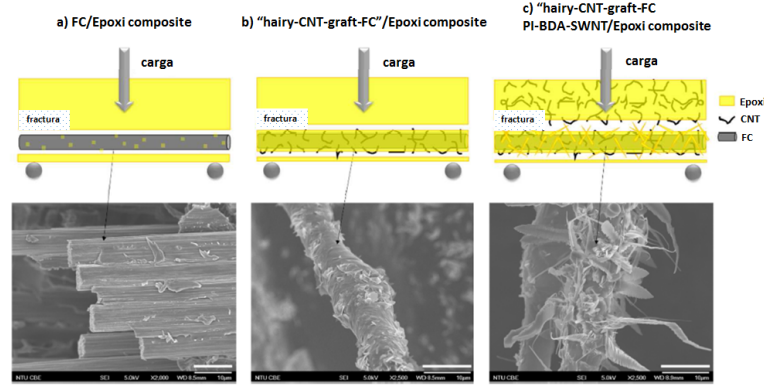 a) FC/Epoxi composite
b) “hairy-CNT-graft-FC”/Epoxi composite
c) “hairy-CNT-graft-FC
PI-BDA-SWNT/Epoxi composite
carga
carga
carga
fractura
fractura
fractura
Epoxi
CNT
FC
NTU CBE SEI 5.0kV X2,000 WD 8.5mm 10µm
NTU CBE SEI 5.0kV X2,500 WD 8.5mm 10µm
NTU CBE SEI 5.0kV X2,500 WD 9.5mm 10µm